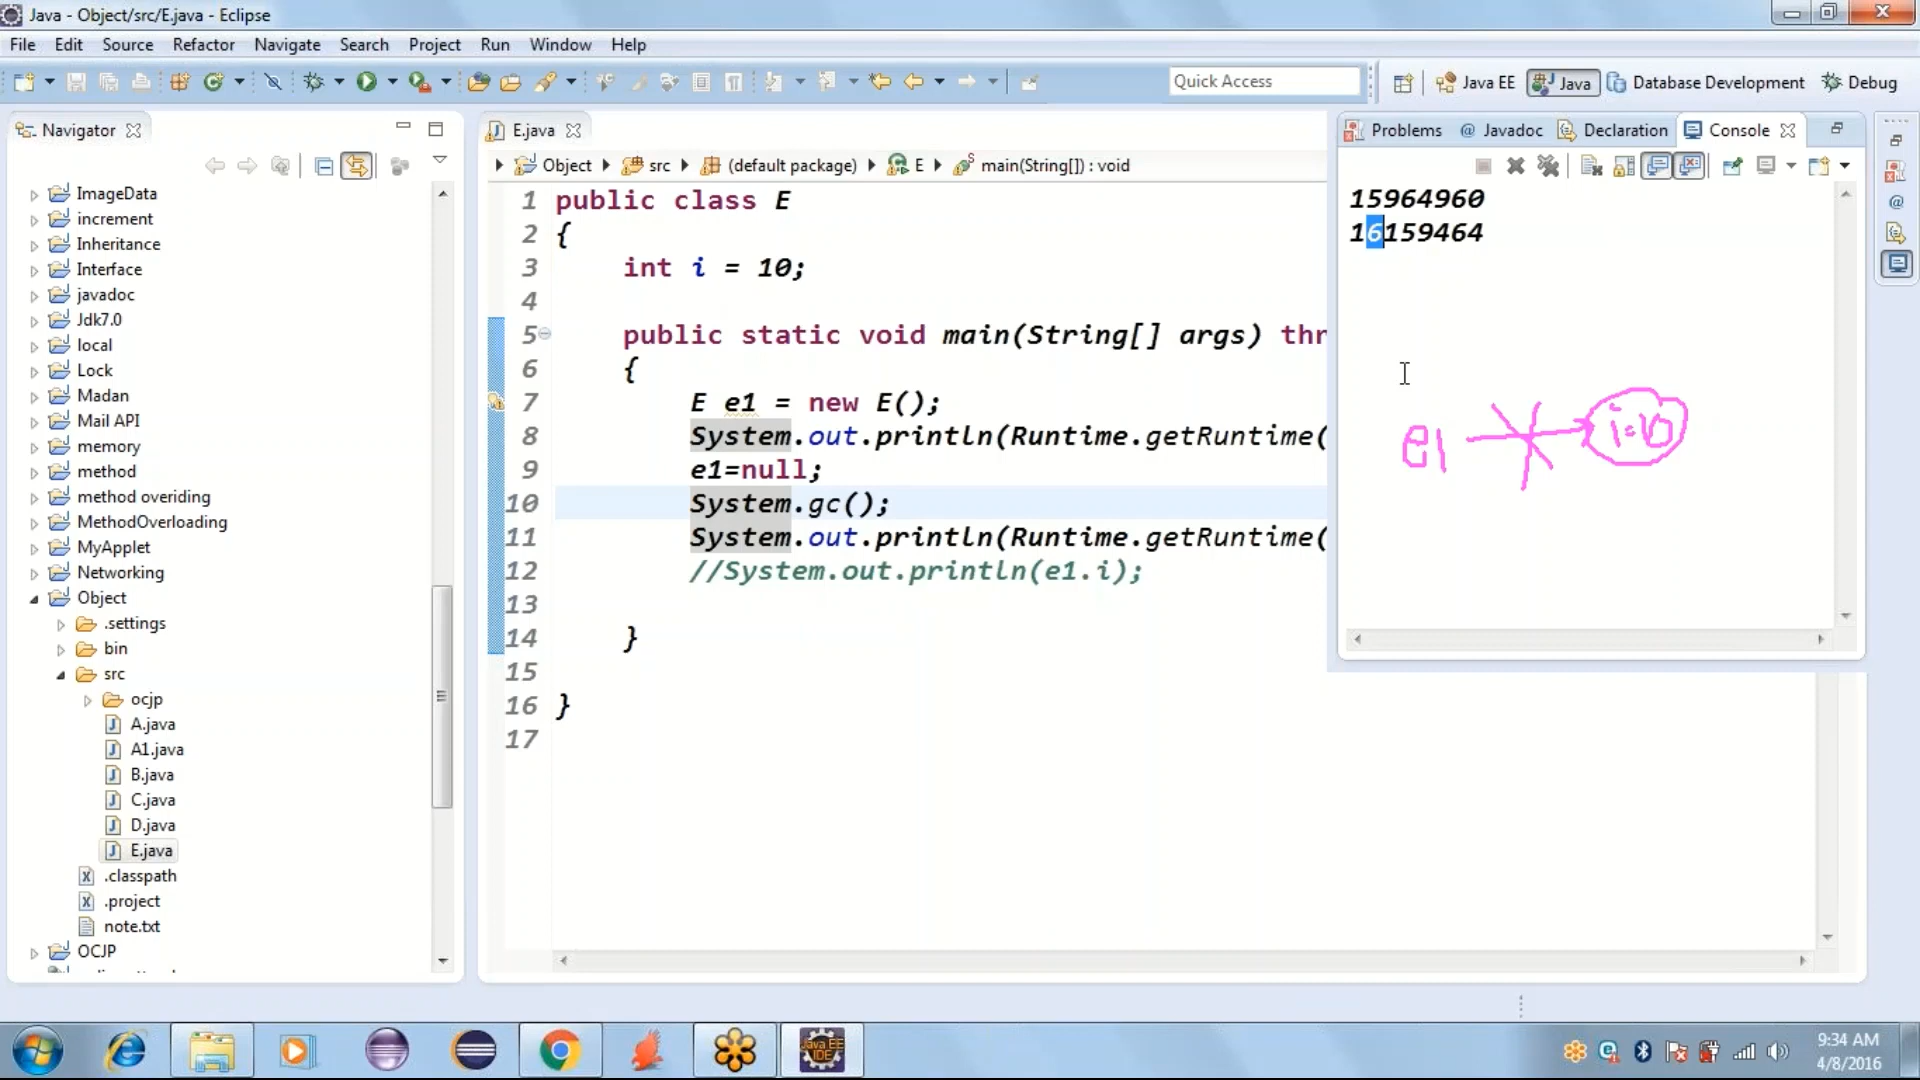 Java - Object/src/E.java - Eclipse
File Edit Source Refactor Navigate Search Project Run Window Help
Quick Access
Java EE
Java
Database Development
Debug
Navigator
ImageData
increment
Inheritance
Interface
javadoc
Jdk7.0
local
Lock
Madan
Mail API
memory
method
method overiding
MethodOverloading
MyApplet
Networking
Object
.settings
bin
src
ocjp
A.java
A1.java
B.java
C.java
D.java
E.java
.classpath
.project
note.txt
OCJP
E.java
Object src (default package) E main(String[]) : void
1 public class E
2 {
3 int i = 10;
4
5 public static void main(String[] args) thr
6 {
7 E e1 = new E();
8 System.out.println(Runtime.getRuntime(
9 e1=null;
10 System.gc();
11 System.out.println(Runtime.getRuntime(
12 //System.out.println(e1.i);
13
14 }
15
16 }
17
Problems @ Javadoc Declaration Console
15964960
16159464
e1 i=10
Java EE
IDE
9:34 AM
4/8/2016